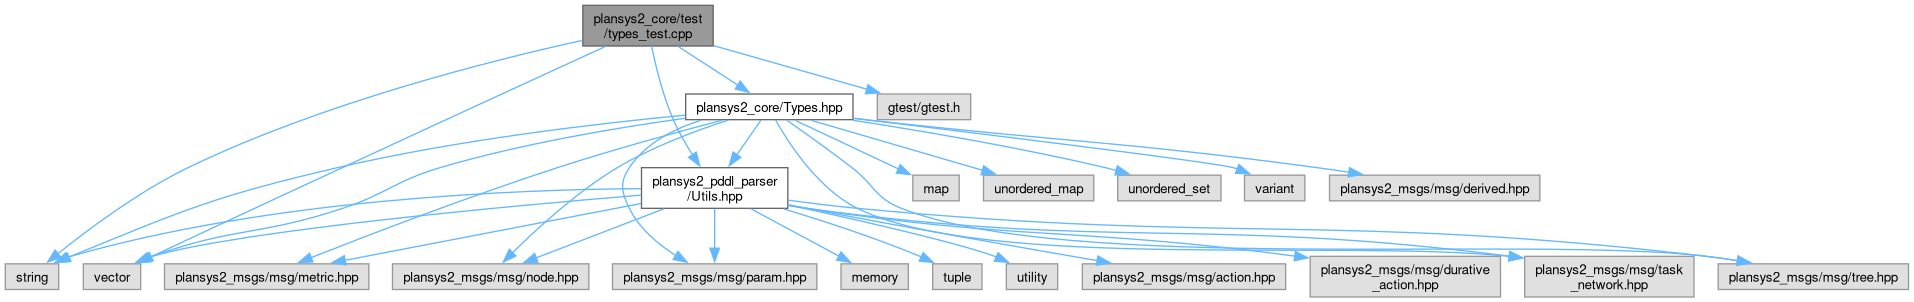 plansys2_core/test
/types_test.cpp
plansys2_core/Types.hpp
gtest/gtest.h
plansys2_pddl_parser
/Utils.hpp
map
unordered_map
unordered_set
variant
plansys2_msgs/msg/derived.hpp
string
vector
plansys2_msgs/msg/metric.hpp
plansys2_msgs/msg/node.hpp
plansys2_msgs/msg/param.hpp
memory
tuple
utility
plansys2_msgs/msg/action.hpp
plansys2_msgs/msg/durative
_action.hpp
plansys2_msgs/msg/task
_network.hpp
plansys2_msgs/msg/tree.hpp